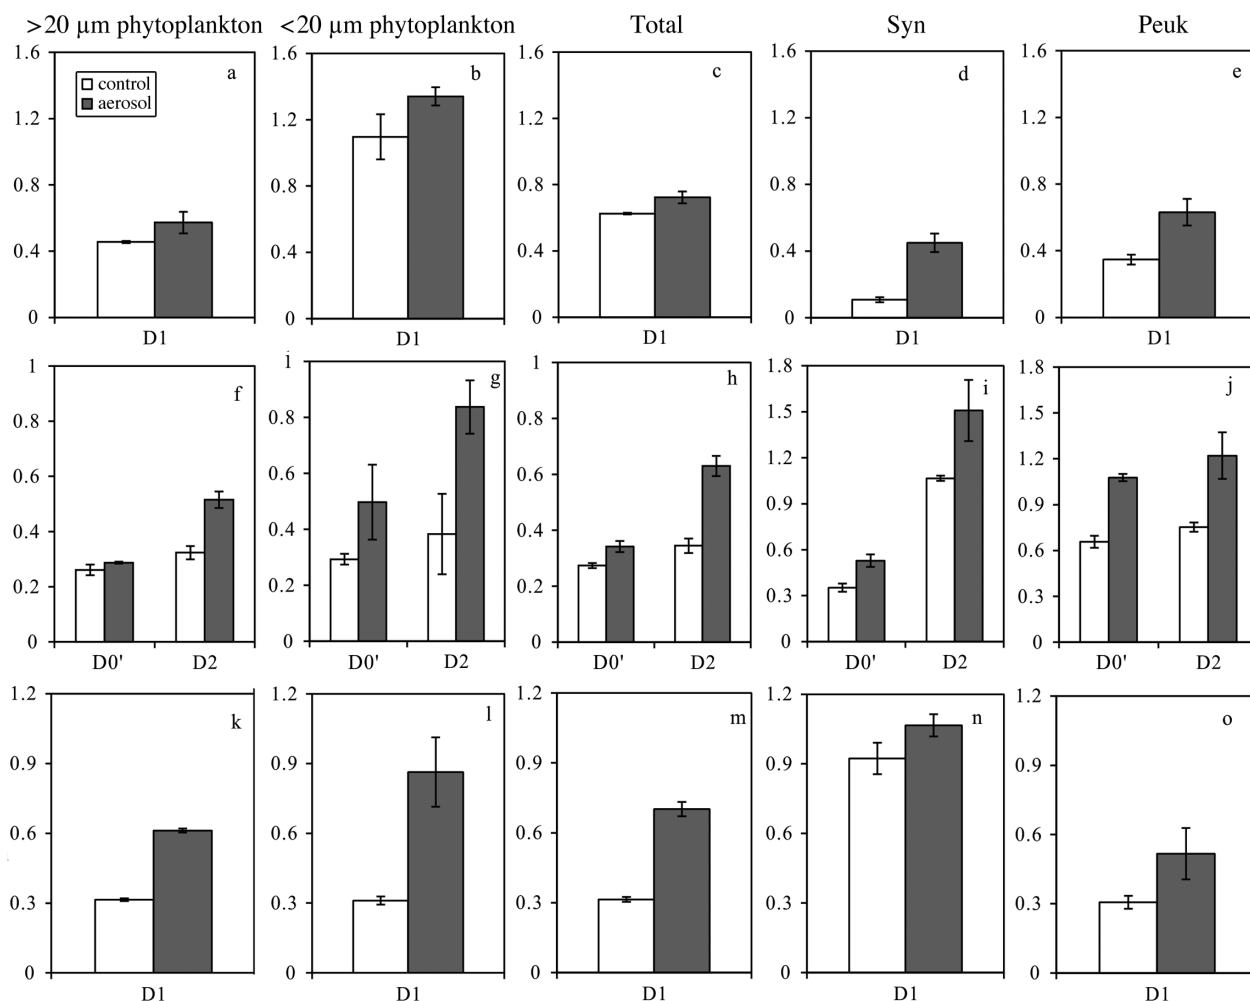 >20 µm phytoplankton <20 µm phytoplankton Total Syn Peuk
1.6 1.6 1.6 1.6 1.6
control
aerosol
a b c d e
1.2 1.2 1.2 1.2 1.2
0.8 0.8 0.8 0.8 0.8
0.4 0.4 0.4 0.4 0.4
0 0 0 0 0
D1 D1 D1 D1 D1
1 1 1 1.8 1.8
f g h i j
0.8 0.8 0.8 1.5 1.5
0.6 0.6 0.6 1.2 1.2
0.4 0.4 0.4 0.9 0.9
0.2 0.2 0.2 0.6 0.6
0.3 0.3
0 0 0 0 0
D0' D2 D0' D2 D0' D2 D0' D2 D0' D2
1.2 1.2 1.2 1.2 1.2
k l m n o
0.9 0.9 0.9 0.9 0.9
0.6 0.6 0.6 0.6 0.6
0.3 0.3 0.3 0.3 0.3
0 0 0 0 0
D1 D1 D1 D1 D1